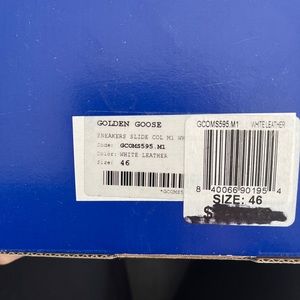 GOLDEN GOOSE
SNEAKERS SLIDE COL M1 WH
Code: GCOMS595.M1
Color: WHITE LEATHER
Size: 46
*GCOMS5
GCOMS595.M1 WHITE LEATHER
8 40066 90195 4
SIZE: 46
$